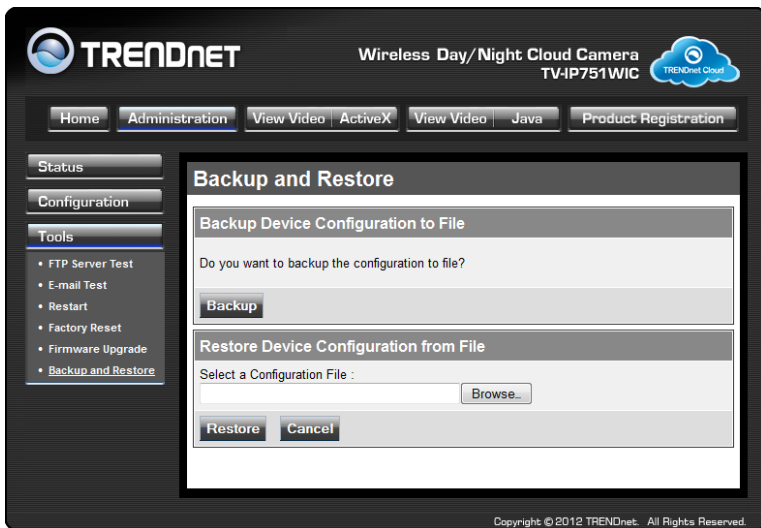 TRENDnet
Wireless Day/Night Cloud Camera
TV-IP751WIC
TRENDnet Cloud
Home Administration View Video ActiveX View Video Java Product Registration
Status
Configuration
Tools
• FTP Server Test
• E-mail Test
• Restart
• Factory Reset
• Firmware Upgrade
• Backup and Restore
Backup and Restore
Backup Device Configuration to File
Do you want to backup the configuration to file?
Backup
Restore Device Configuration from File
Select a Configuration File :
Browse...
Restore Cancel
Copyright © 2012 TRENDnet. All Rights Reserved.